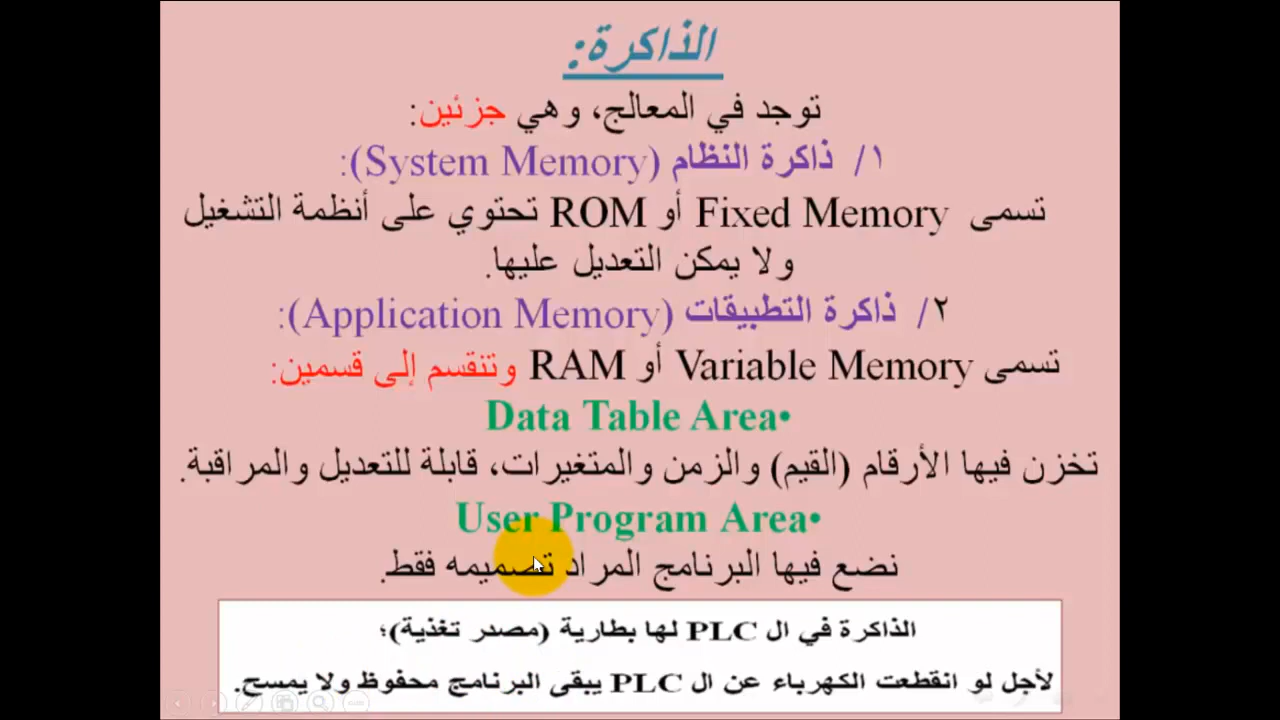 الذاكرة:
توجد في المعالج، وهي جزئين:
١/ ذاكرة النظام (System Memory):
تسمى Fixed Memory أو ROM تحتوي على أنظمة التشغيل
ولا يمكن التعديل عليها.
٢/ ذاكرة التطبيقات (Application Memory):
تسمى Variable Memory أو RAM وتنقسم إلى قسمين:
•Data Table Area
تخزن فيها الأرقام (القيم) والزمن والمتغيرات، قابلة للتعديل والمراقبة.
•User Program Area
نضع فيها البرنامج المراد تصميمه فقط.
الذاكرة في ال PLC لها بطارية (مصدر تغذية)؛
لأجل لو انقطعت الكهرباء عن ال PLC يبقى البرنامج محفوظ ولا يمسح.